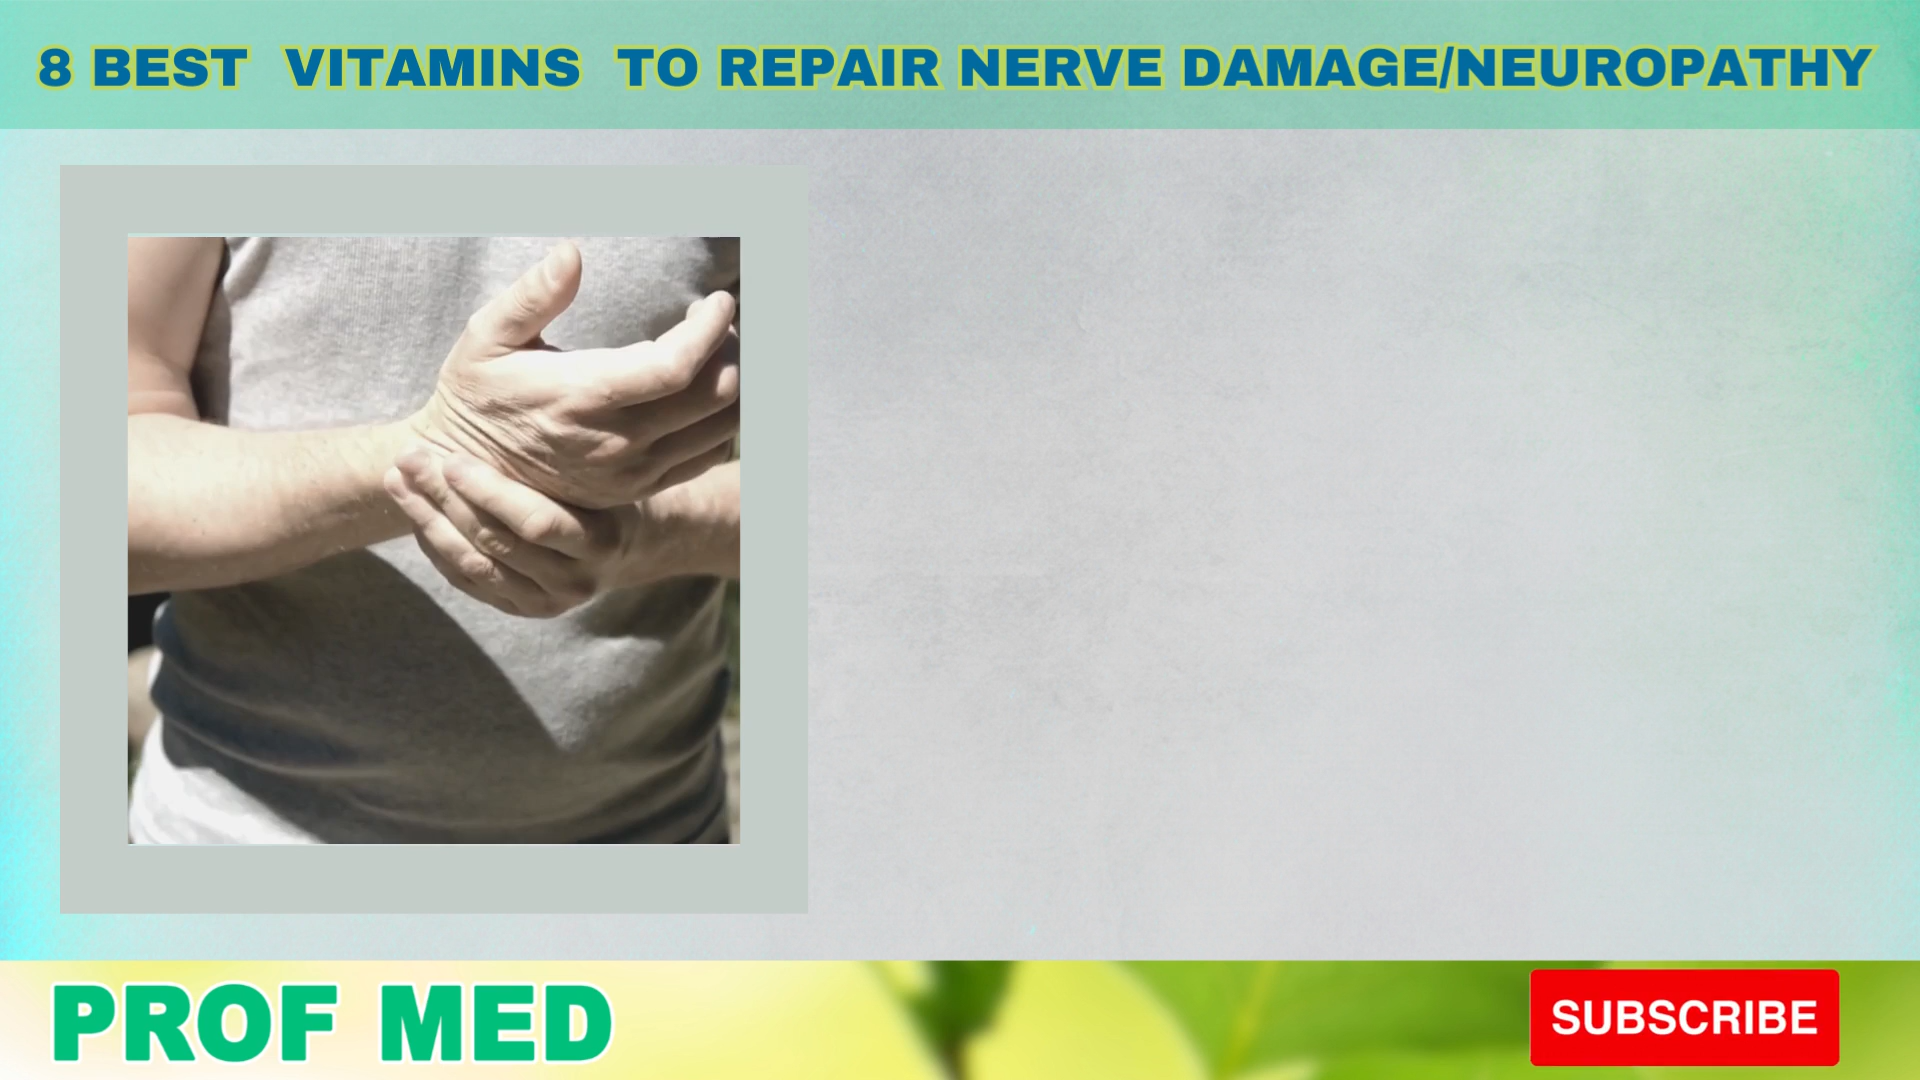 8 BEST VITAMINS TO REPAIR NERVE DAMAGE/NEUROPATHY
PROF MED
SUBSCRIBE